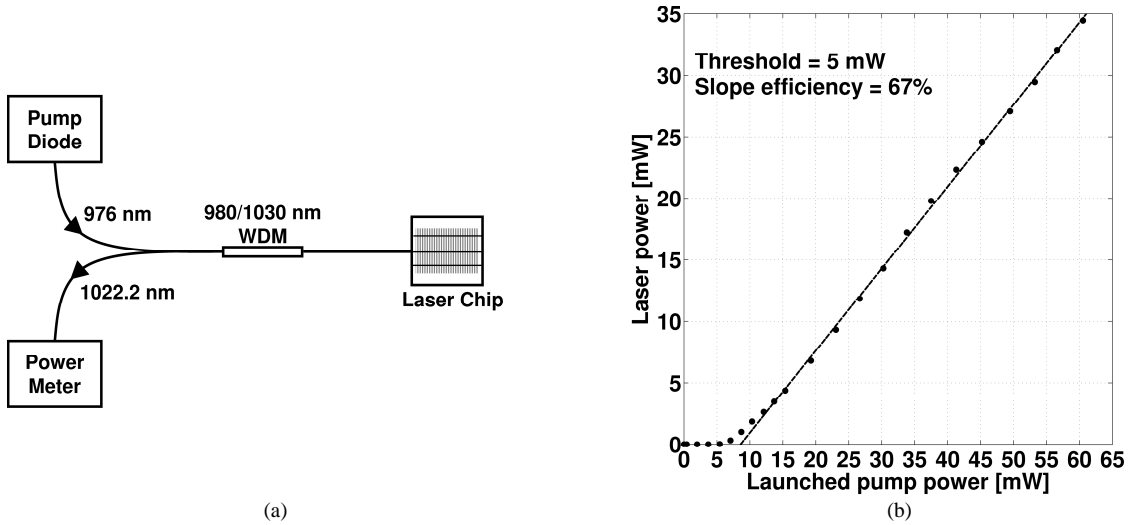 Pump
Diode
976 nm
980/1030 nm
WDM
1022.2 nm
Laser Chip
Power
Meter
(a)
Threshold = 5 mW
Slope efficiency = 67%
Laser power [mW]
35
30
25
20
15
10
5
0
0 5 10 15 20 25 30 35 40 45 50 55 60 65
Launched pump power [mW]
(b)